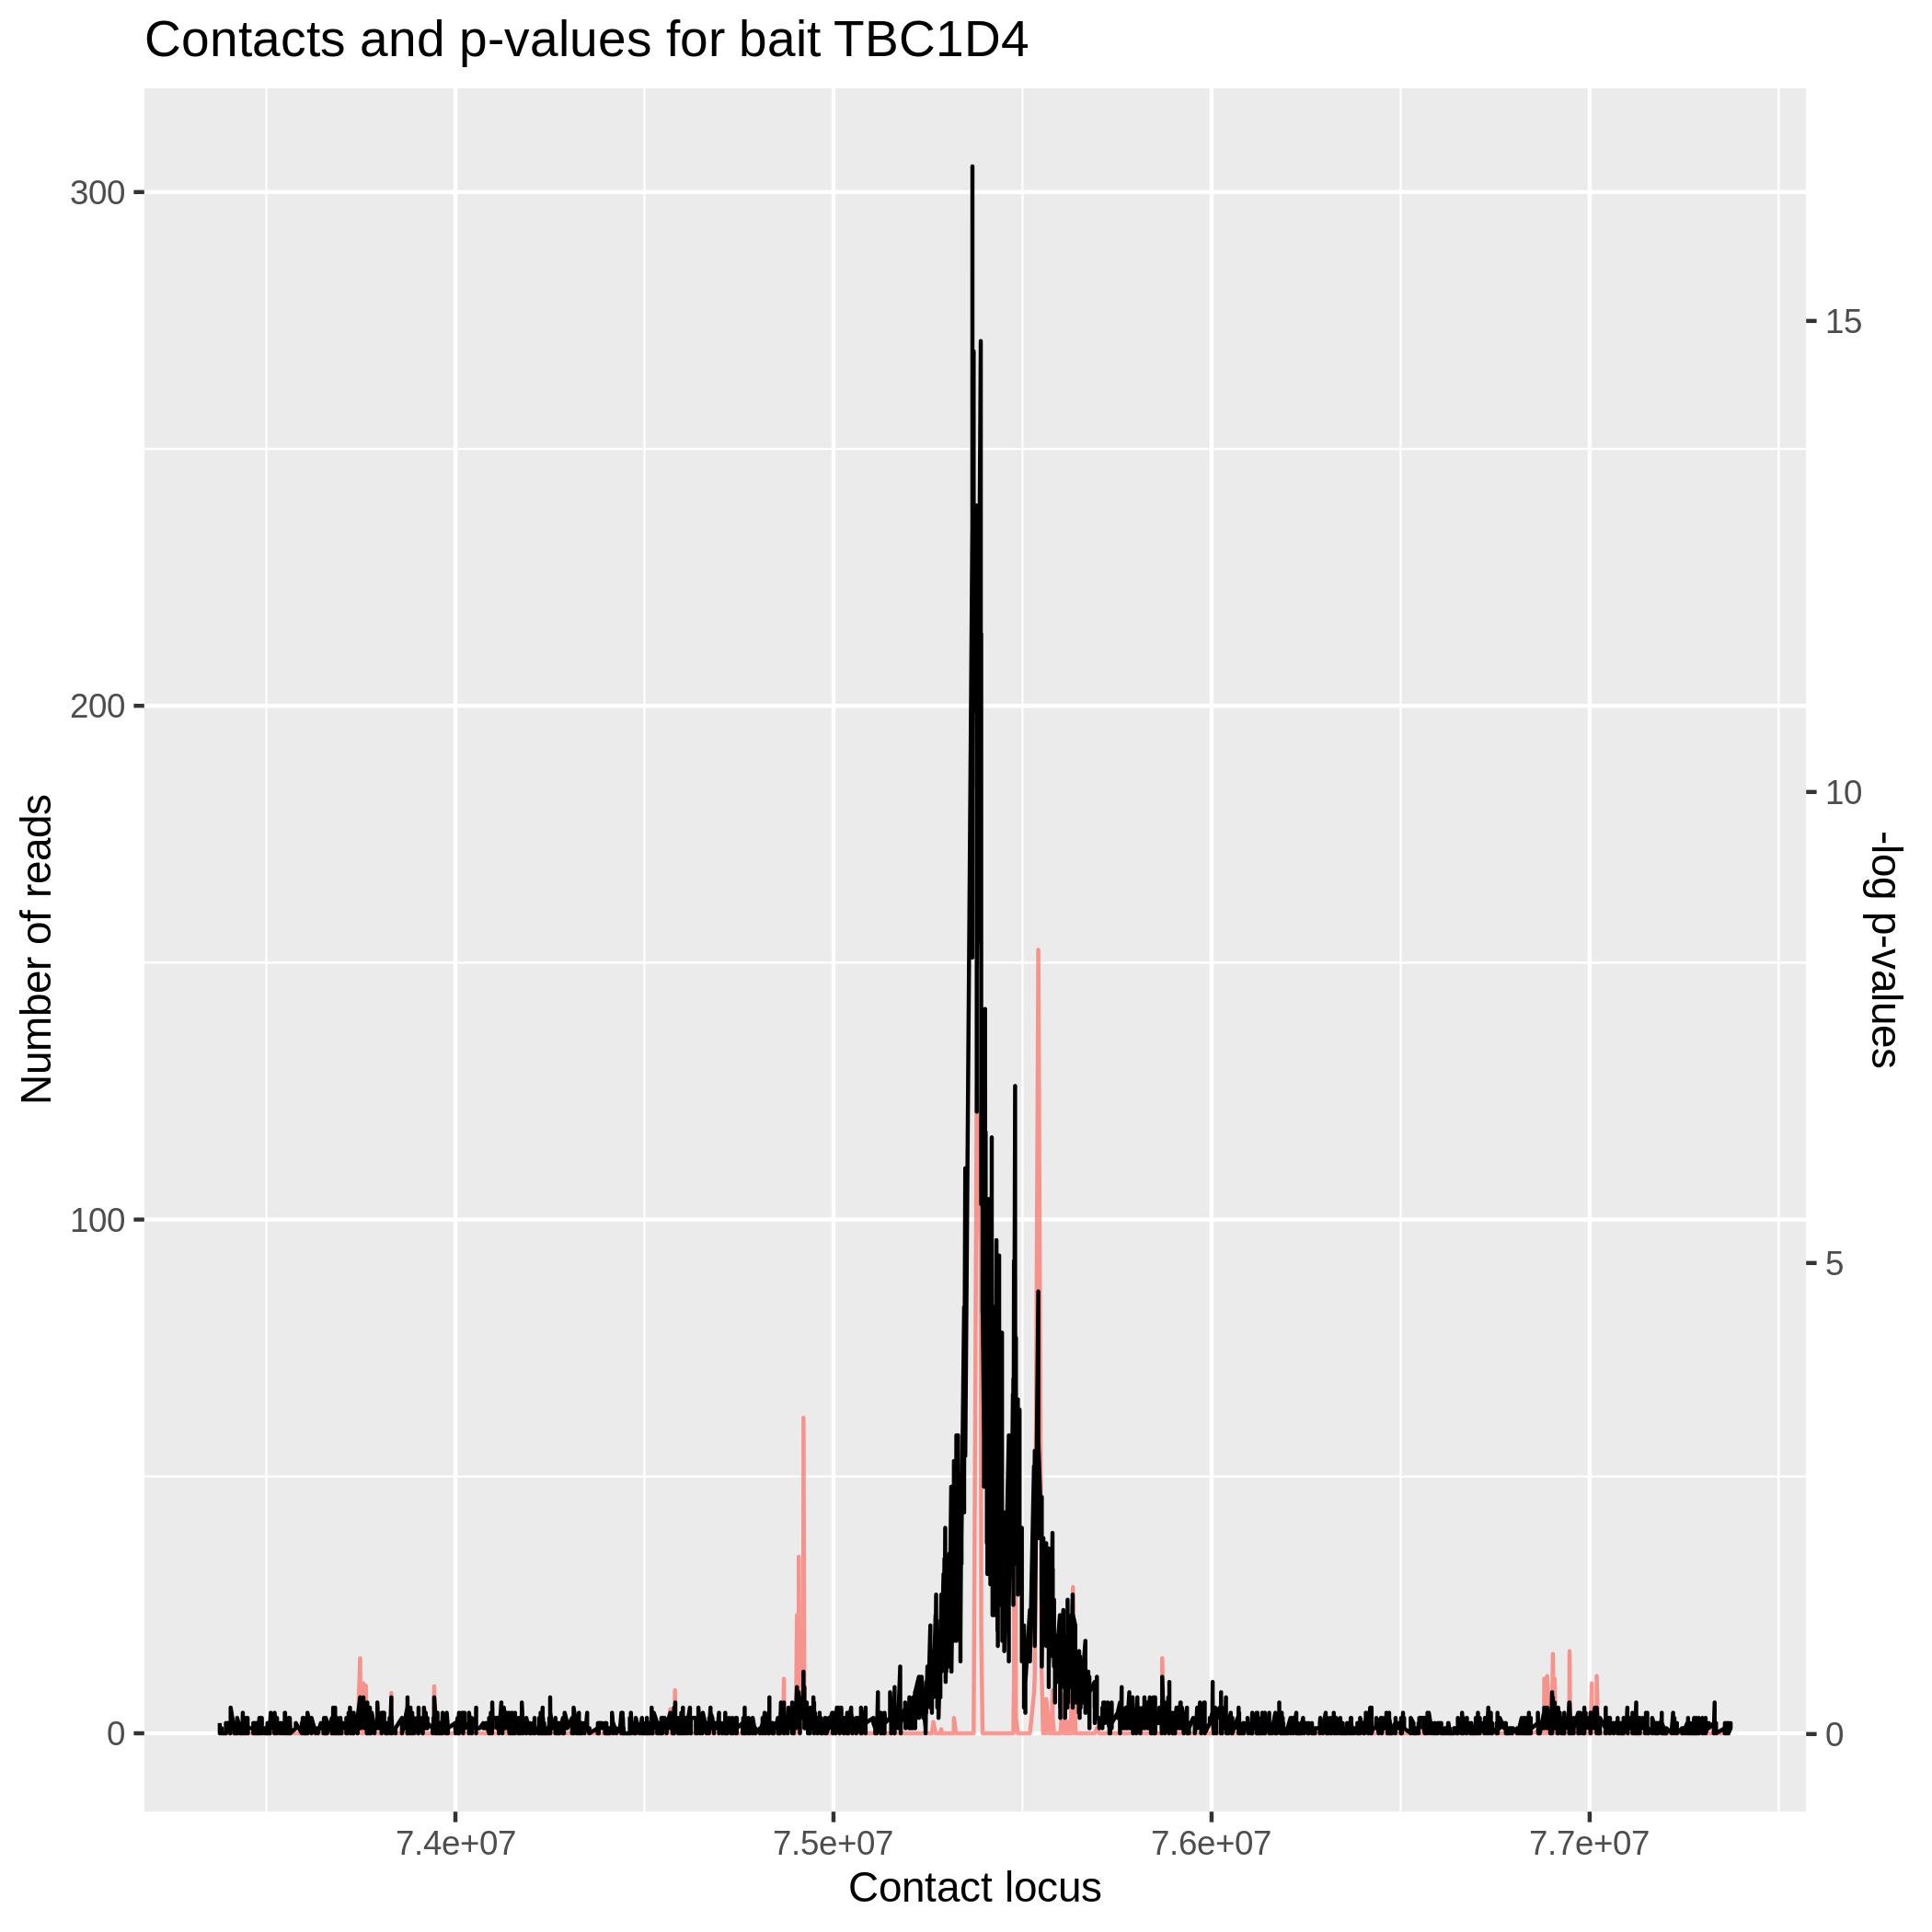 Contacts and p-values for bait TBC1D4
300
200
100
0
Number of reads
15
10
5
0
-log p-values
7.4e+07
7.5e+07
7.6e+07
7.7e+07
Contact locus